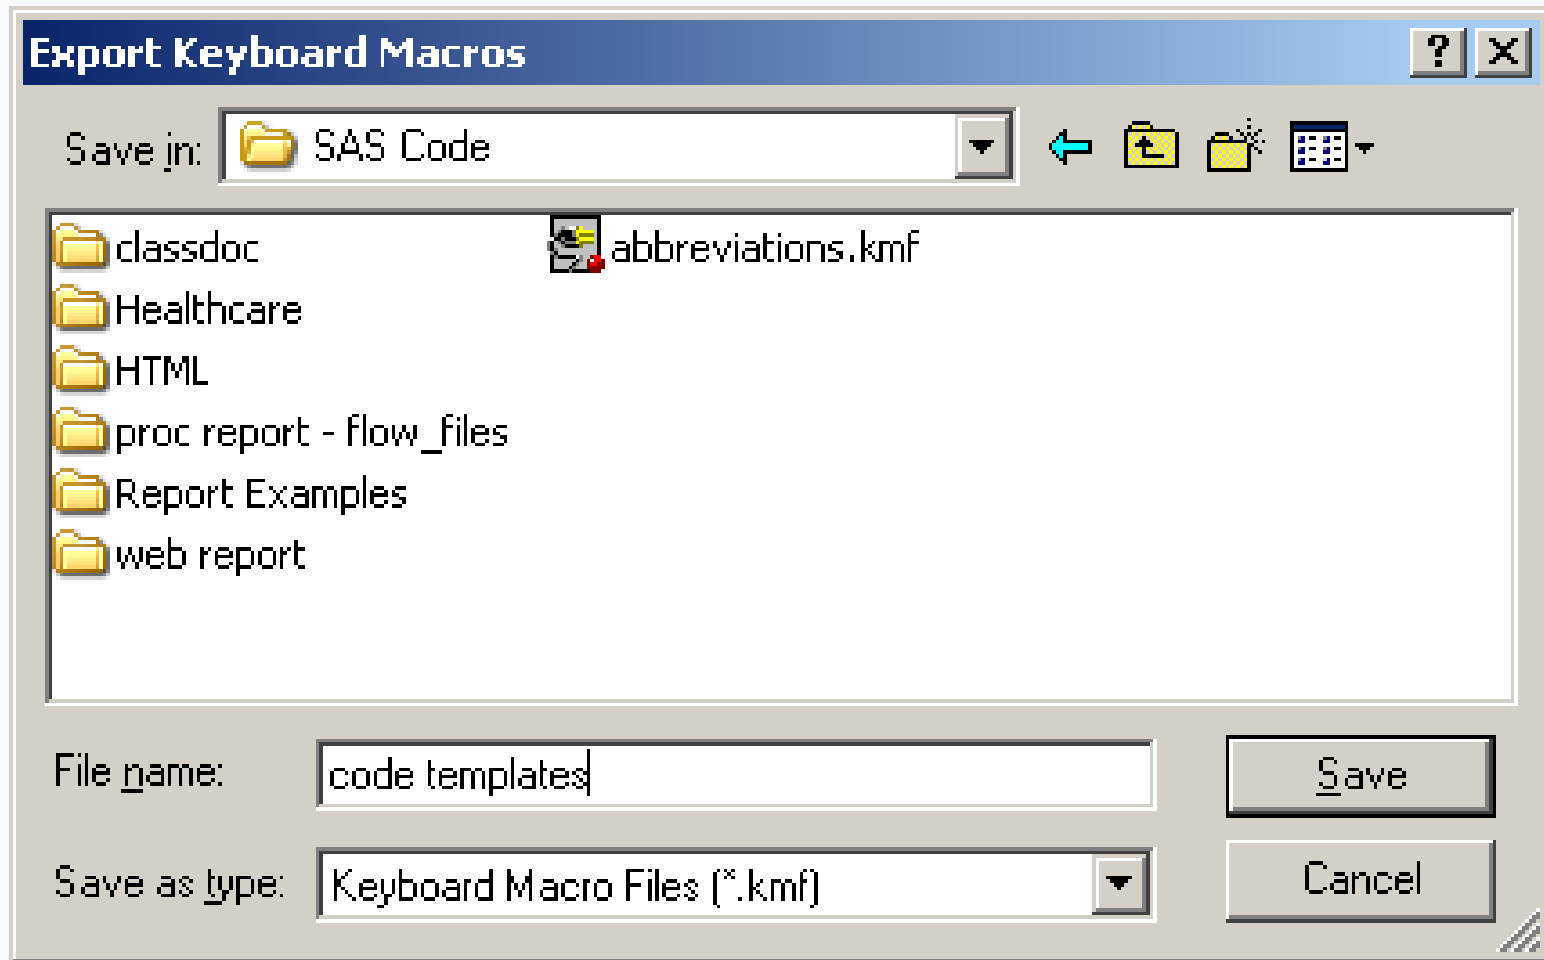 Export Keyboard Macros
Save in: SAS Code
classdoc
abbreviations.kmf
Healthcare
HTML
proc report - flow_files
Report Examples
web report
File name: code templates
Save
Save as type: Keyboard Macro Files (*.kmf)
Cancel